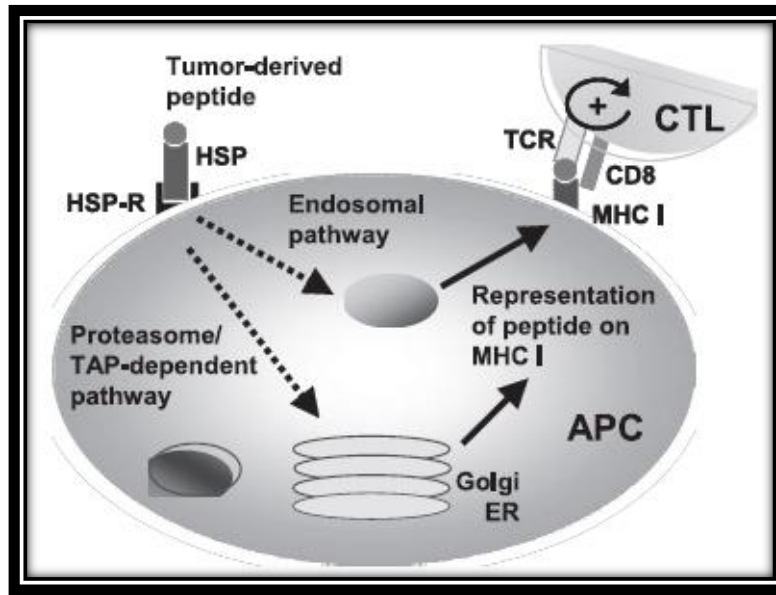 Tumor-derived
peptide
HSP
HSP-R
TCR
CTL
CD8
MHC I
Endosomal
pathway
Representation
of peptide on
MHC I
Proteasome/
TAP-dependent
pathway
APC
Golgi
ER
+